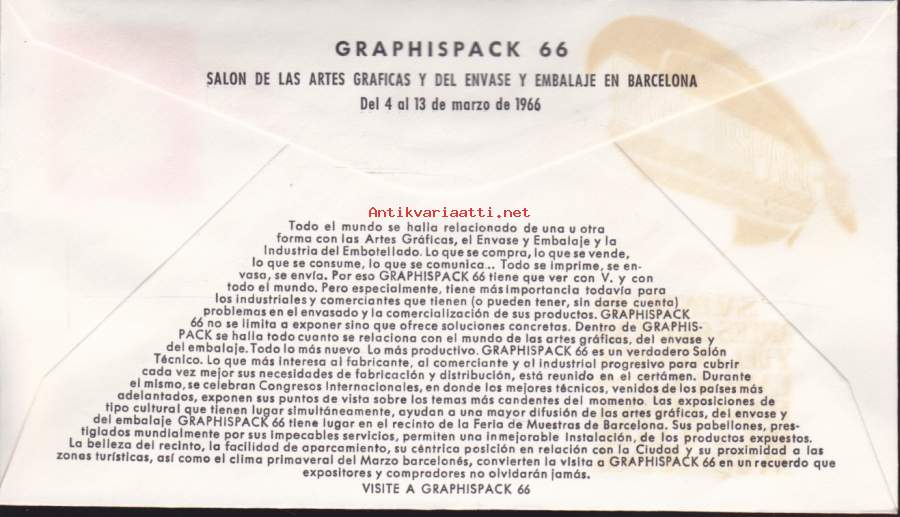 GRAPHISPACK 66
SALON DE LAS ARTES GRAFICAS Y DEL ENVASE Y EMBALAJE EN BARCELONA
Del 4 al 13 de marzo de 1966
Antikvariaatti.net
Todo el mundo se halla relacionado de una u otra
forma con las Artes Gráficas, el Envase y Embalaje y la
Industria del Embotellado. Lo que se compra, lo que se vende,
lo que se consume, lo que se comunica... Todo se imprime, se en-
vasa, se envía. Por eso GRAPHISPACK 66 tiene que ver con V. y con
todo el mundo. Pero especialmente, tiene más importancia todavía para
los industriales y comerciantes que tienen (o pueden tener, sin darse cuenta)
problemas en el envasado y la comercialización de sus productos. GRAPHISPACK
66 no se limita a exponer sino que ofrece soluciones concretas. Dentro de GRAPHIS-
PACK se halla todo cuanto se relaciona con el mundo de las artes gráficas, del envase y
del embalaje. Todo lo más nuevo Lo más productivo. GRAPHISPACK 66 es un verdadero Salón
Técnico. Lo que más interesa al fabricante, al comerciante y al industrial progresivo para cubrir
cada vez mejor sus necesidades de fabricación y distribución, está reunido en el certámen. Durante
el mismo, se celebran Congresos Internacionales, en donde los mejores técnicos, venidos de los países más
adelantados, exponen sus puntos de vista sobre los temas más candentes del momento. Las exposiciones de
tipo cultural que tienen lugar simultáneamente, ayudan a una mayor difusión de las artes gráficas, del envase y
del embalaje GRAPHISPACK 66 tiene lugar en el recinto de la Feria de Muestras de Barcelona. Sus pabellones, pres-
tigiados mundialmente por sus impecables servicios, permiten una inmejorable Instalación, de los productos expuestos.
La belleza del recinto, la facilidad de aparcamiento, su céntrica posición en relación con la Ciudad y su proximidad a las
zonas turísticas, así como el clima primaveral del Marzo barcelonés, convierten la visita a GRAPHISPACK 66 en un recuerdo que
expositores y compradores no olvidarán jamás.
VISITE A GRAPHISPACK 66